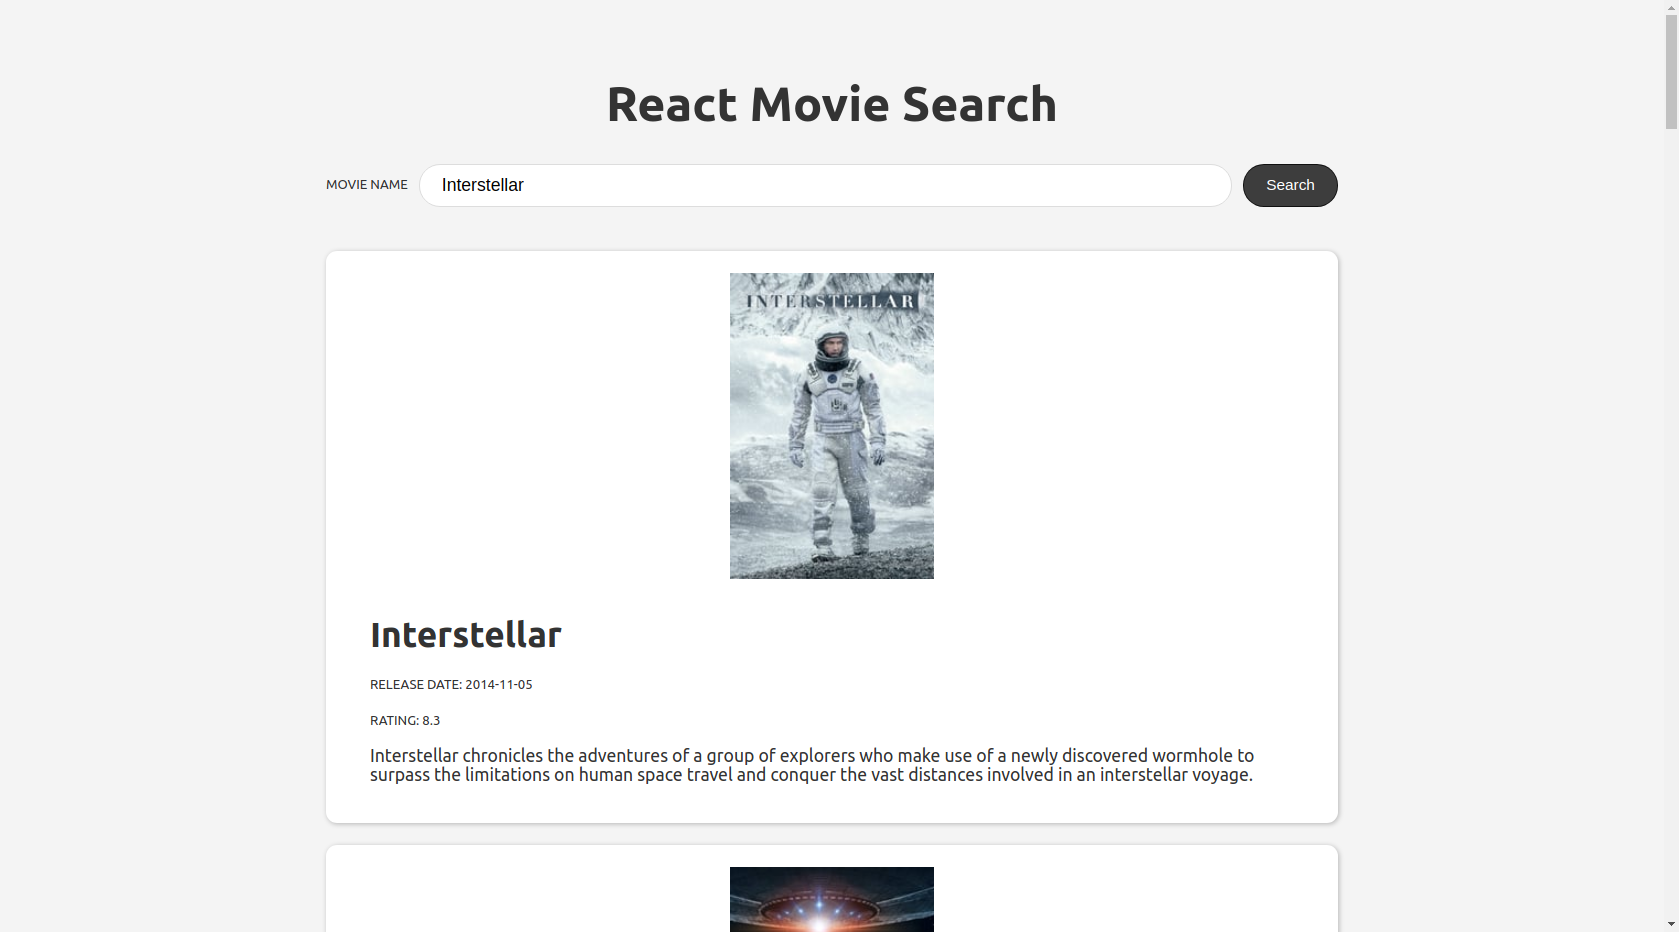 React Movie Search
MOVIE NAME
Interstellar
Search
INTERSTELLAR
Interstellar
RELEASE DATE: 2014-11-05
RATING: 8.3
Interstellar chronicles the adventures of a group of explorers who make use of a newly discovered wormhole to
surpass the limitations on human space travel and conquer the vast distances involved in an interstellar voyage.